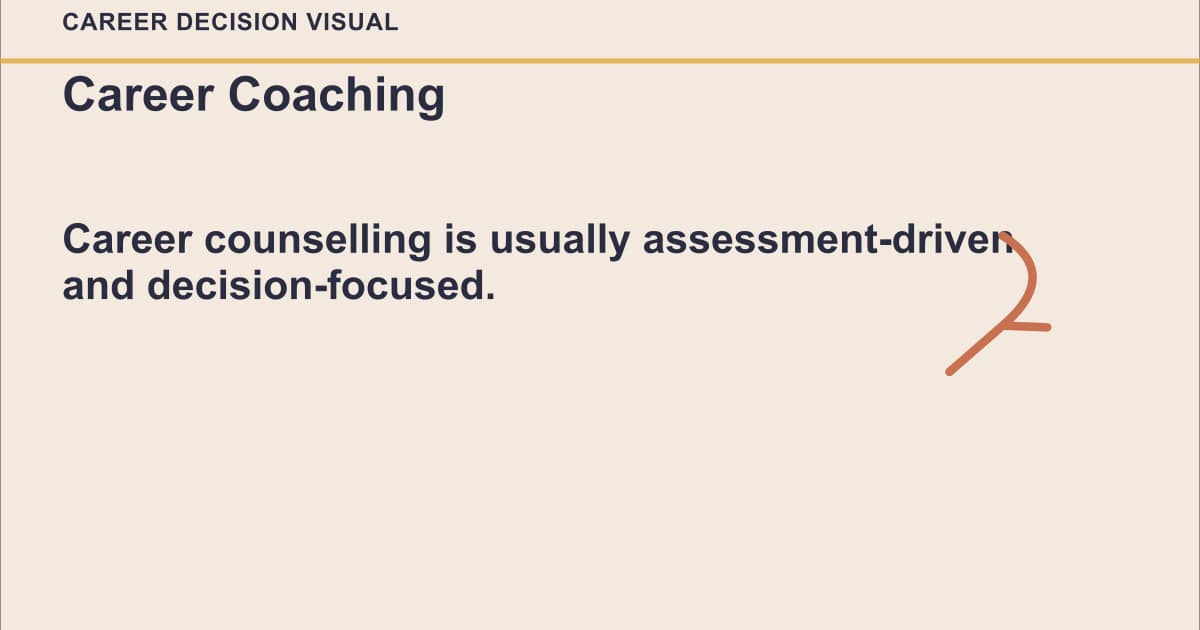 CAREER DECISION VISUAL
Career Coaching
Career counselling is usually assessment-driven
and decision-focused.